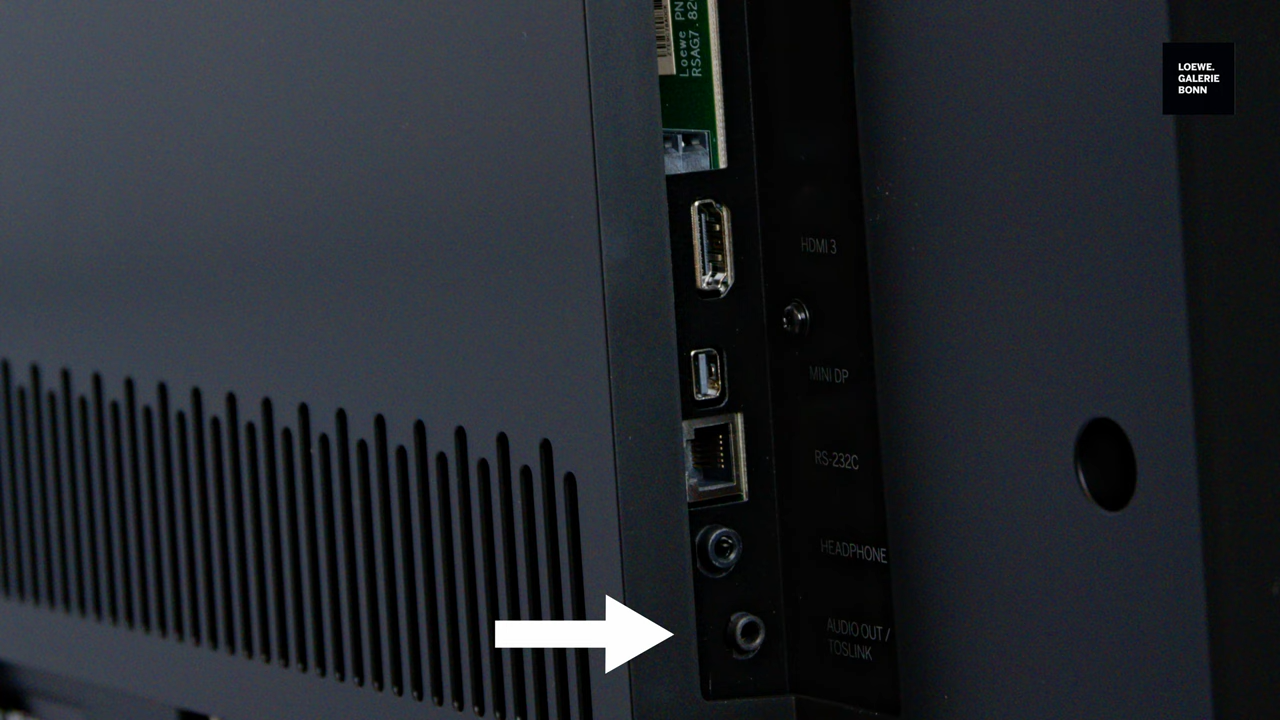 Loewe PN
RSAG7.82
LOEWE.
GALERIE
BONN
HDMI 3
MINI DP
RS-232C
HEADPHONE
AUDIO OUT /
TOSLINK